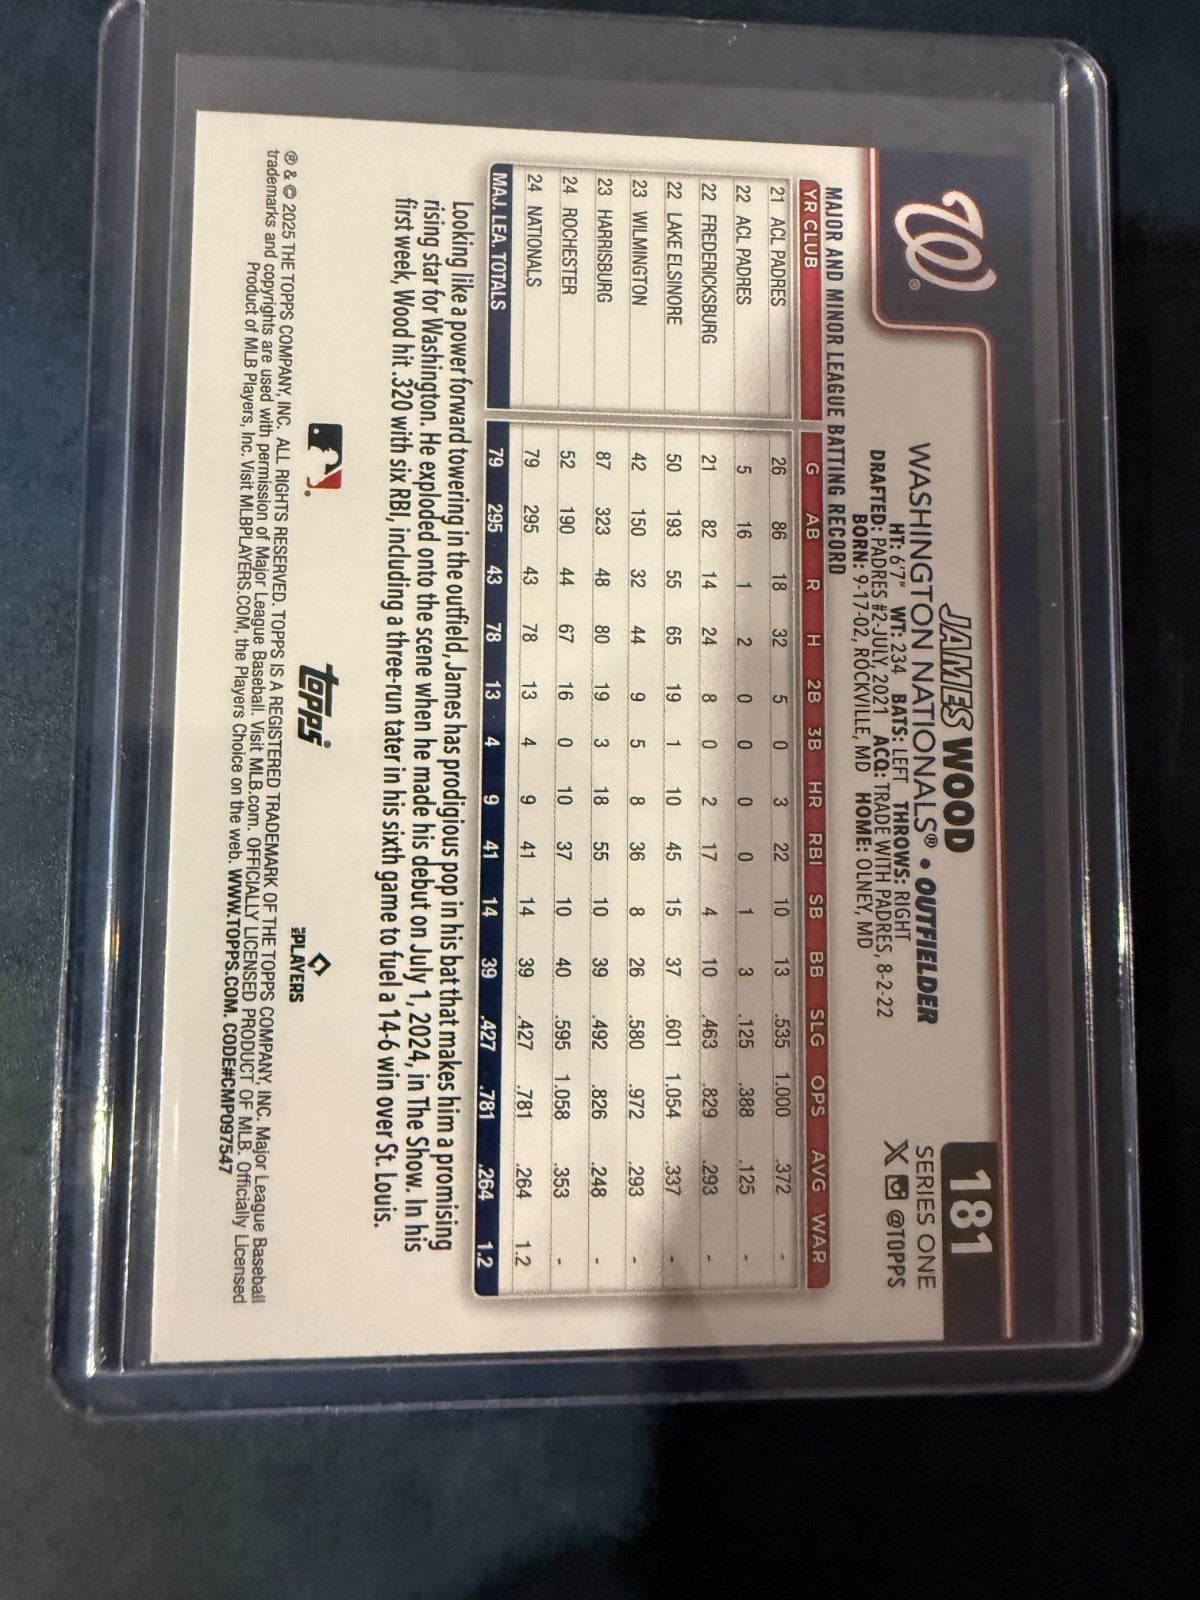 W®
181
JAMES WOOD
WASHINGTON NATIONALS® • OUTFIELDER
SERIES ONE
HT: 6'7" WT: 234 BATS: LEFT THROWS: RIGHT
@TOPPS
DRAFTED: PADRES #2-JULY, 2021 ACQ: TRADE WITH PADRES, 8-2-22
BORN: 9-17-02, ROCKVILLE, MD HOME: OLNEY, MD
MAJOR AND MINOR LEAGUE BATTING RECORD
YR CLUB G AB R H 2B 3B HR RBI SB BB SLG OPS AVG WAR
21 ACL PADRES 26 86 18 32 5 0 3 22 10 13 .535 1.000 .372 -
22 ACL PADRES 5 16 1 2 0 0 0 0 1 3 .125 .388 .125 -
22 FREDERICKSBURG 21 82 14 24 8 0 2 17 4 10 .463 .829 .293 -
22 LAKE ELSINORE 50 193 55 65 19 1 10 45 15 37 .601 1.054 .337 -
23 WILMINGTON 42 150 32 44 9 5 8 36 8 26 .580 .972 .293 -
23 HARRISBURG 87 323 48 80 19 3 18 55 10 39 .492 .826 .248 -
24 ROCHESTER 52 190 44 67 16 0 10 37 10 40 .595 1.058 .353 -
24 NATIONALS 79 295 43 78 13 4 9 41 14 39 .427 .781 .264 1.2
MAJ. LEA. TOTALS 79 295 43 78 13 4 9 41 14 39 .427 .781 .264 1.2
Looking like a power forward towering in the outfield, James has prodigious pop in his bat that makes him a promising
rising star for Washington. He exploded onto the scene when he made his debut on July 1, 2024, in The Show. In his
first week, Wood hit .320 with six RBI, including a three-run tater in his sixth game to fuel a 14-6 win over St. Louis.
topps®
PLAYERS
® & © 2025 THE TOPPS COMPANY, INC. ALL RIGHTS RESERVED. TOPPS IS A REGISTERED TRADEMARK OF THE TOPPS COMPANY, INC. Major League Baseball
trademarks and copyrights are used with permission of Major League Baseball. Visit MLB.com. OFFICIALLY LICENSED PRODUCT OF MLB. Officially Licensed
Product of MLB Players, Inc. Visit MLBPLAYERS.COM, the Players Choice on the web. WWW.TOPPS.COM. CODE#CMP097547